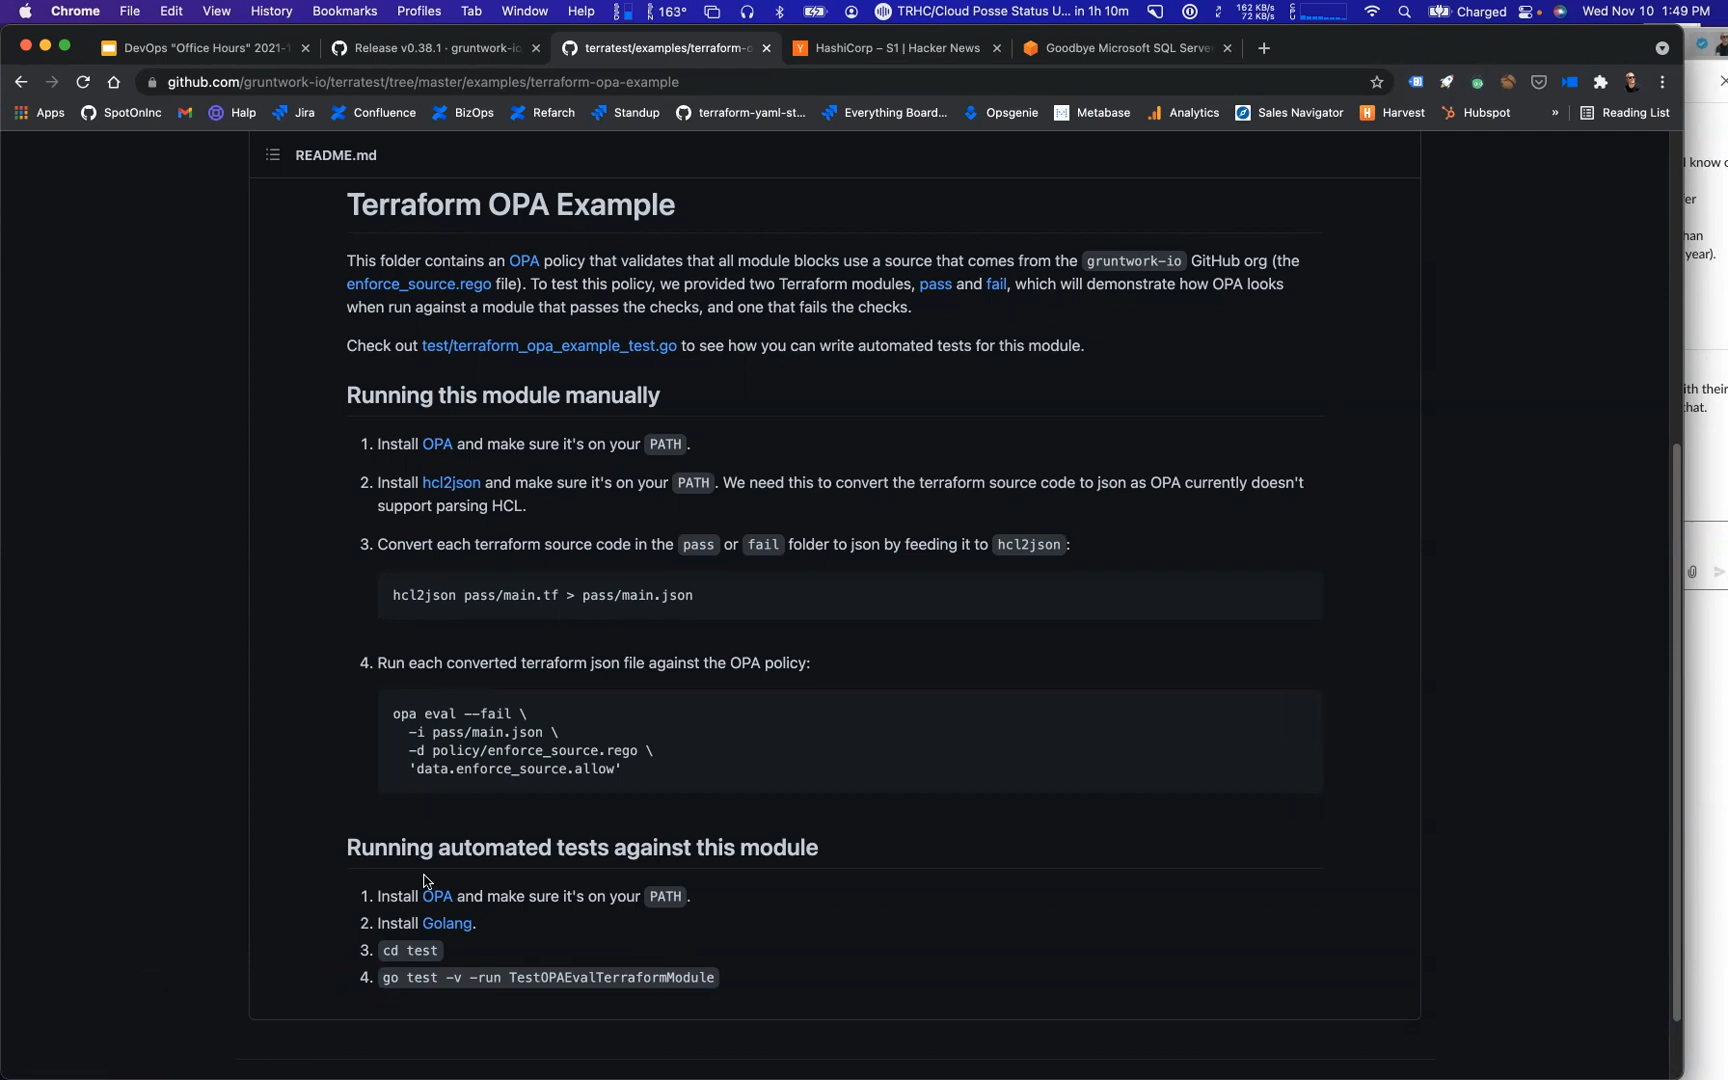 Chrome File Edit View History Bookmarks Profiles Tab Window Help 163° TRHC/Cloud Posse Status U... in 1h 10m 162 KB/s 72 KB/s Charged Wed Nov 10 1:49 PM
DevOps "Office Hours" 2021-1 Release v0.38.1 · gruntwork-io terratest/examples/terraform-o HashiCorp – S1 | Hacker News Goodbye Microsoft SQL Server
github.com/gruntwork-io/terratest/tree/master/examples/terraform-opa-example
Apps SpotOnInc Halp Jira Confluence BizOps Refarch Standup terraform-yaml-st... Everything Board... Opsgenie Metabase Analytics Sales Navigator Harvest Hubspot » Reading List
README.md
know
Terraform OPA Example
fer
han
year).
This folder contains an OPA policy that validates that all module blocks use a source that comes from the gruntwork-io GitHub org (the
enforce_source.rego file). To test this policy, we provided two Terraform modules, pass and fail, which will demonstrate how OPA looks
when run against a module that passes the checks, and one that fails the checks.
Check out test/terraform_opa_example_test.go to see how you can write automated tests for this module.
ith their
that.
Running this module manually
1. Install OPA and make sure it's on your PATH.
2. Install hcl2json and make sure it's on your PATH. We need this to convert the terraform source code to json as OPA currently doesn't
support parsing HCL.
3. Convert each terraform source code in the pass or fail folder to json by feeding it to hcl2json:
hcl2json pass/main.tf > pass/main.json
4. Run each converted terraform json file against the OPA policy:
opa eval --fail \
-i pass/main.json \
-d policy/enforce_source.rego \
'data.enforce_source.allow'
Running automated tests against this module
1. Install OPA and make sure it's on your PATH.
2. Install Golang.
3. cd test
4. go test -v -run TestOPAEvalTerraformModule